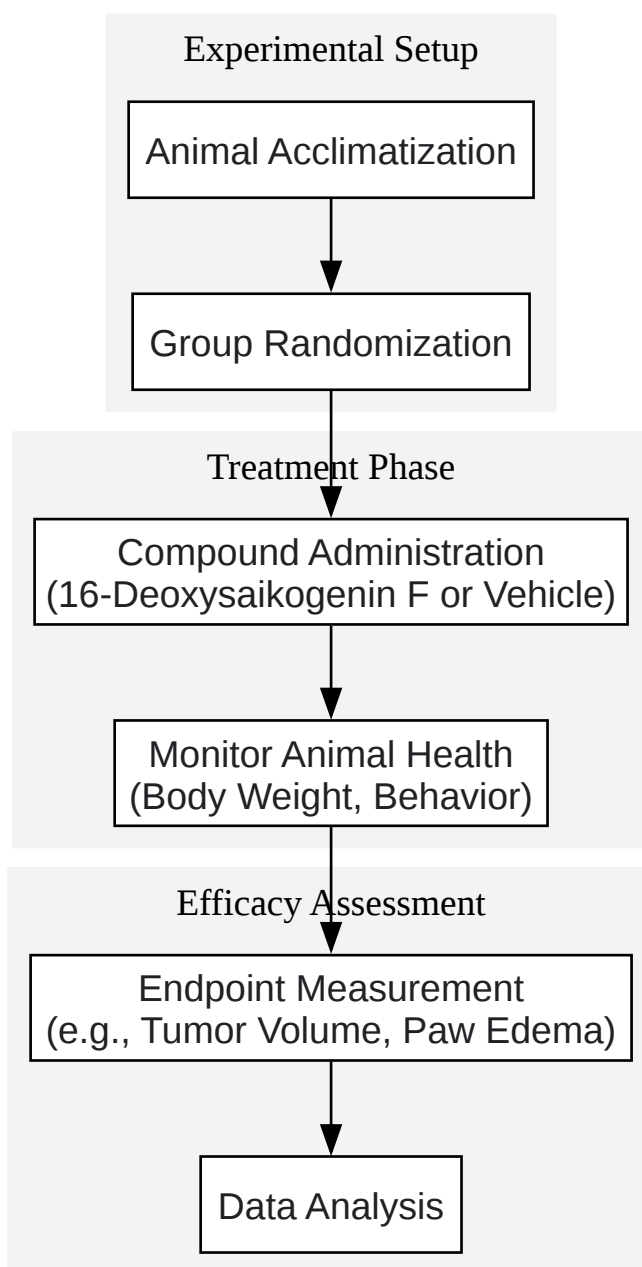 Experimental Setup
Animal Acclimatization
Group Randomization
Treatment Phase
Compound Administration
(16-Deoxysaikogenin F or Vehicle)
Monitor Animal Health
(Body Weight, Behavior)
Efficacy Assessment
Endpoint Measurement
(e.g., Tumor Volume, Paw Edema)
Data Analysis